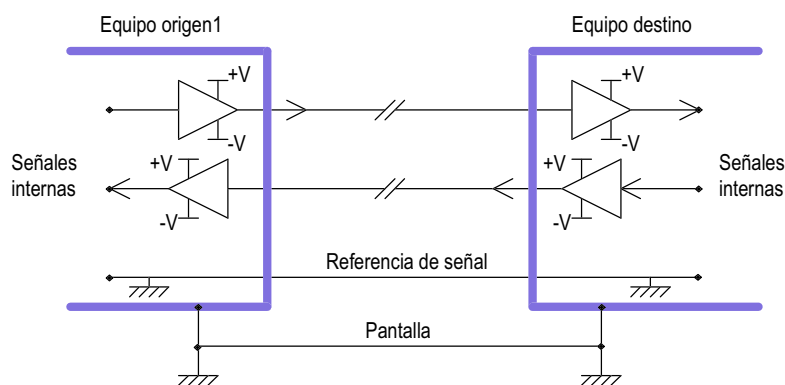 Equipo origen1
Equipo destino
+V
+V
-V
-V
Señales
internas
+V
+V
Señales
internas
-V
-V
Referencia de señal
Pantalla